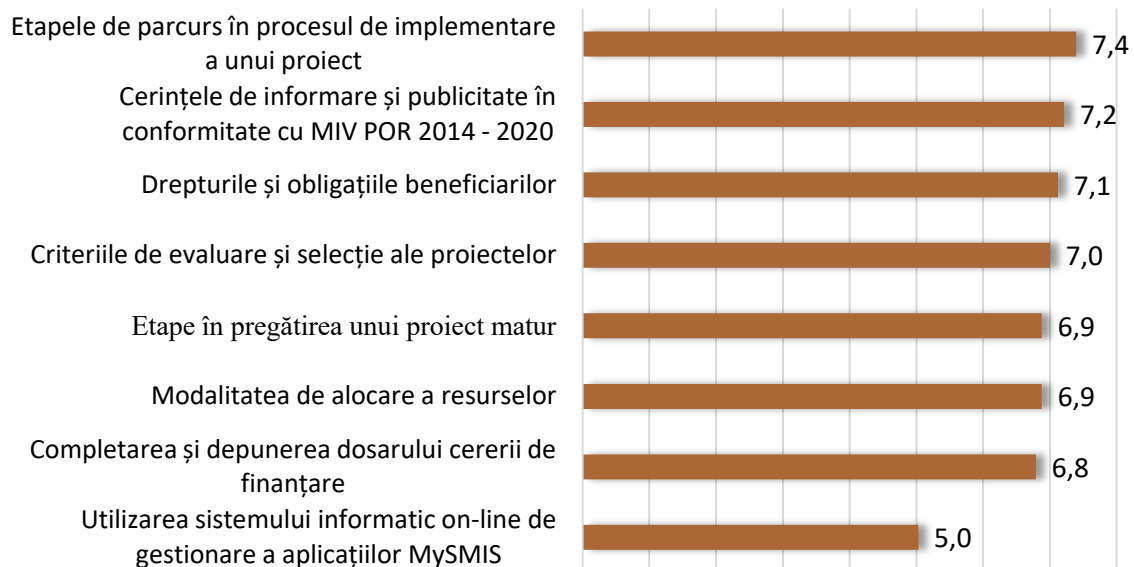 Etapele de parcurs în procesul de implementare
a unui proiect
7,4
Cerințele de informare și publicitate în
conformitate cu MIV POR 2014 - 2020
7,2
Drepturile și obligațiile beneficiarilor
7,1
Criteriile de evaluare și selecție ale proiectelor
7,0
Etape în pregătirea unui proiect matur
6,9
Modalitatea de alocare a resurselor
6,9
Completarea și depunerea dosarului cererii de
finanțare
6,8
Utilizarea sistemului informatic on-line de
gestionare a aplicațiilor MySMIS
5,0